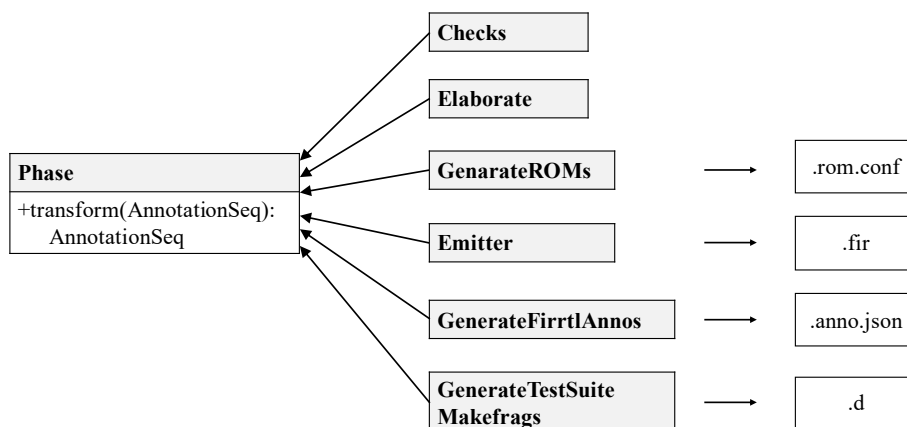 Checks
Elaborate
Phase
+transform(AnnotationSeq):
AnnotationSeq
GenarateROMs
.rom.conf
Emitter
.fir
GenerateFirrtlAnnos
.anno.json
GenerateTestSuite
Makefrags
.d